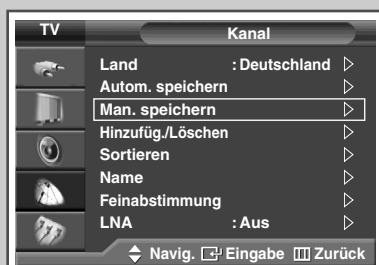 TV Kanal
Land : Deutschland
Autom. speichern
Man. speichern
Hinzufüg./Löschen
Sortieren
Name
Feinabstimmung
LNA : Aus
Navig. Eingabe Zurück